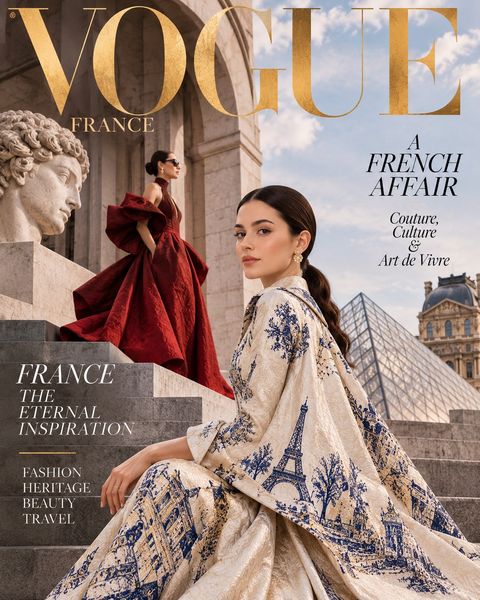 ® VOGUE
FRANCE
A
FRENCH
AFFAIR
Couture,
Culture
&
Art de Vivre
FRANCE
THE
ETERNAL
INSPIRATION
FASHION
HERITAGE
BEAUTY
TRAVEL